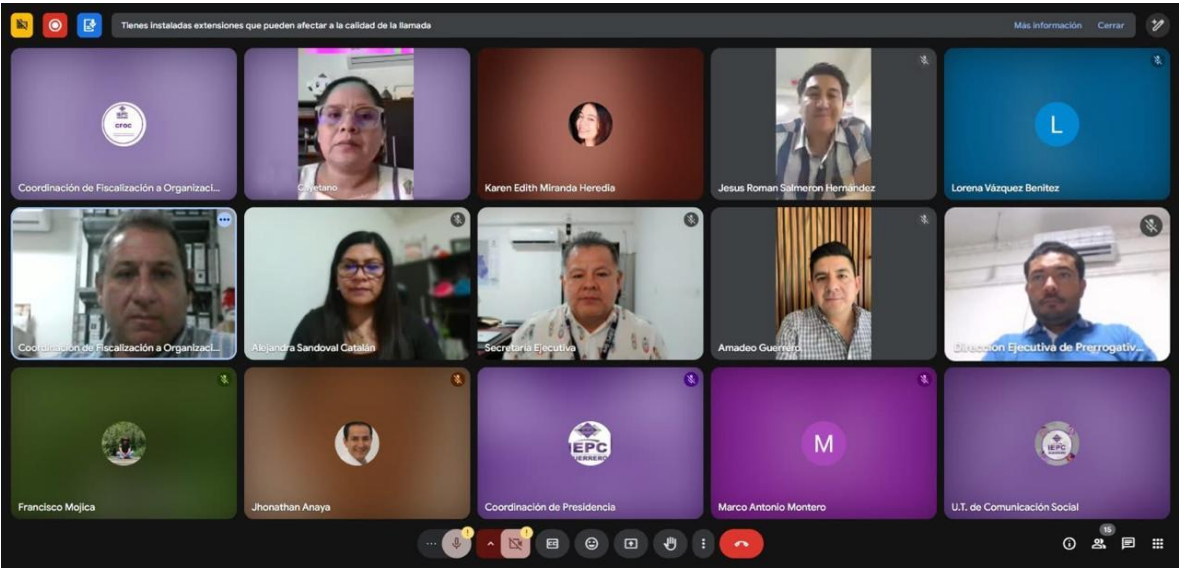 Tienes instaladas extensiones que pueden afectar a la calidad de la llamada
Más información Cerrar
IEPC
croc
Coordinación de Fiscalización a Organizaci...
Cayetano
Karen Edith Miranda Heredia
Jesus Roman Salmeron Hernández
L
Lorena Vázquez Benitez
Coordinación de Fiscalización a Organizaci...
Alejandra Sandoval Catalán
Secretaría Ejecutiva
Amadeo Guerrero
Dirección Ejecutiva de Prerrogativ...
Francisco Mojica
Jhonathan Anaya
IEPC
GUERRERO
Coordinación de Presidencia
M
Marco Antonio Montero
IEPC
U.T. de Comunicación Social
15